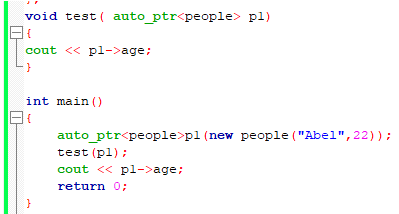 void test( auto_ptr<people> p1)
{
cout << p1->age;
}
int main()
{
auto_ptr<people>p1(new people("Abel",22));
test(p1);
cout << p1->age;
return 0;
}